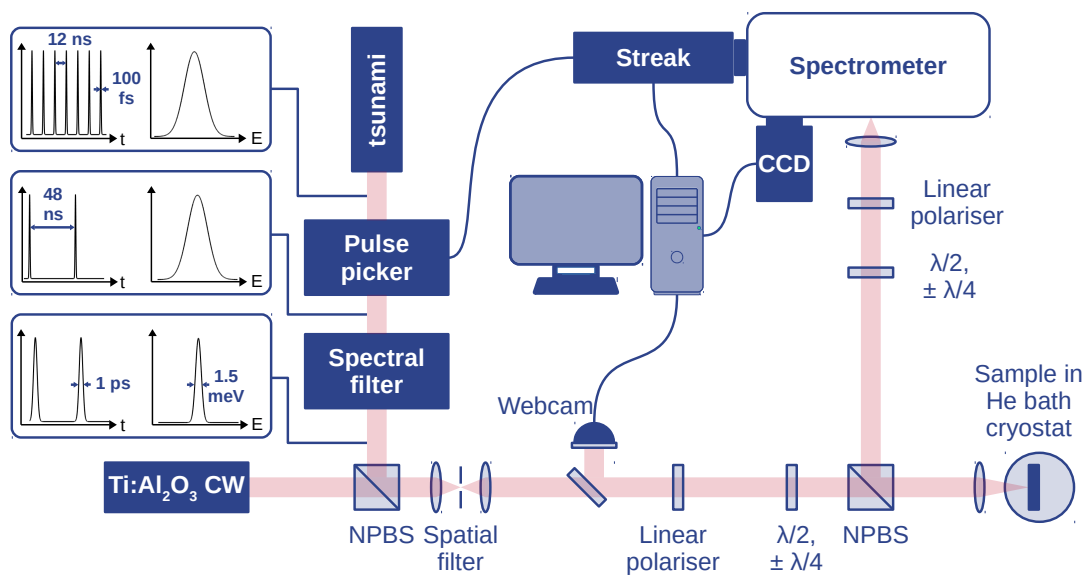 12 ns
100
fs
t
E
tsunami
Streak
Spectrometer
CCD
48
ns
t
E
Pulse
picker
Linear
polariser
λ/2,
± λ/4
1 ps
1.5
meV
t
E
Spectral
filter
Webcam
Sample in
He bath
cryostat
Ti:Al₂O₃ CW
NPBS
Spatial
filter
Linear
polariser
λ/2,
± λ/4
NPBS